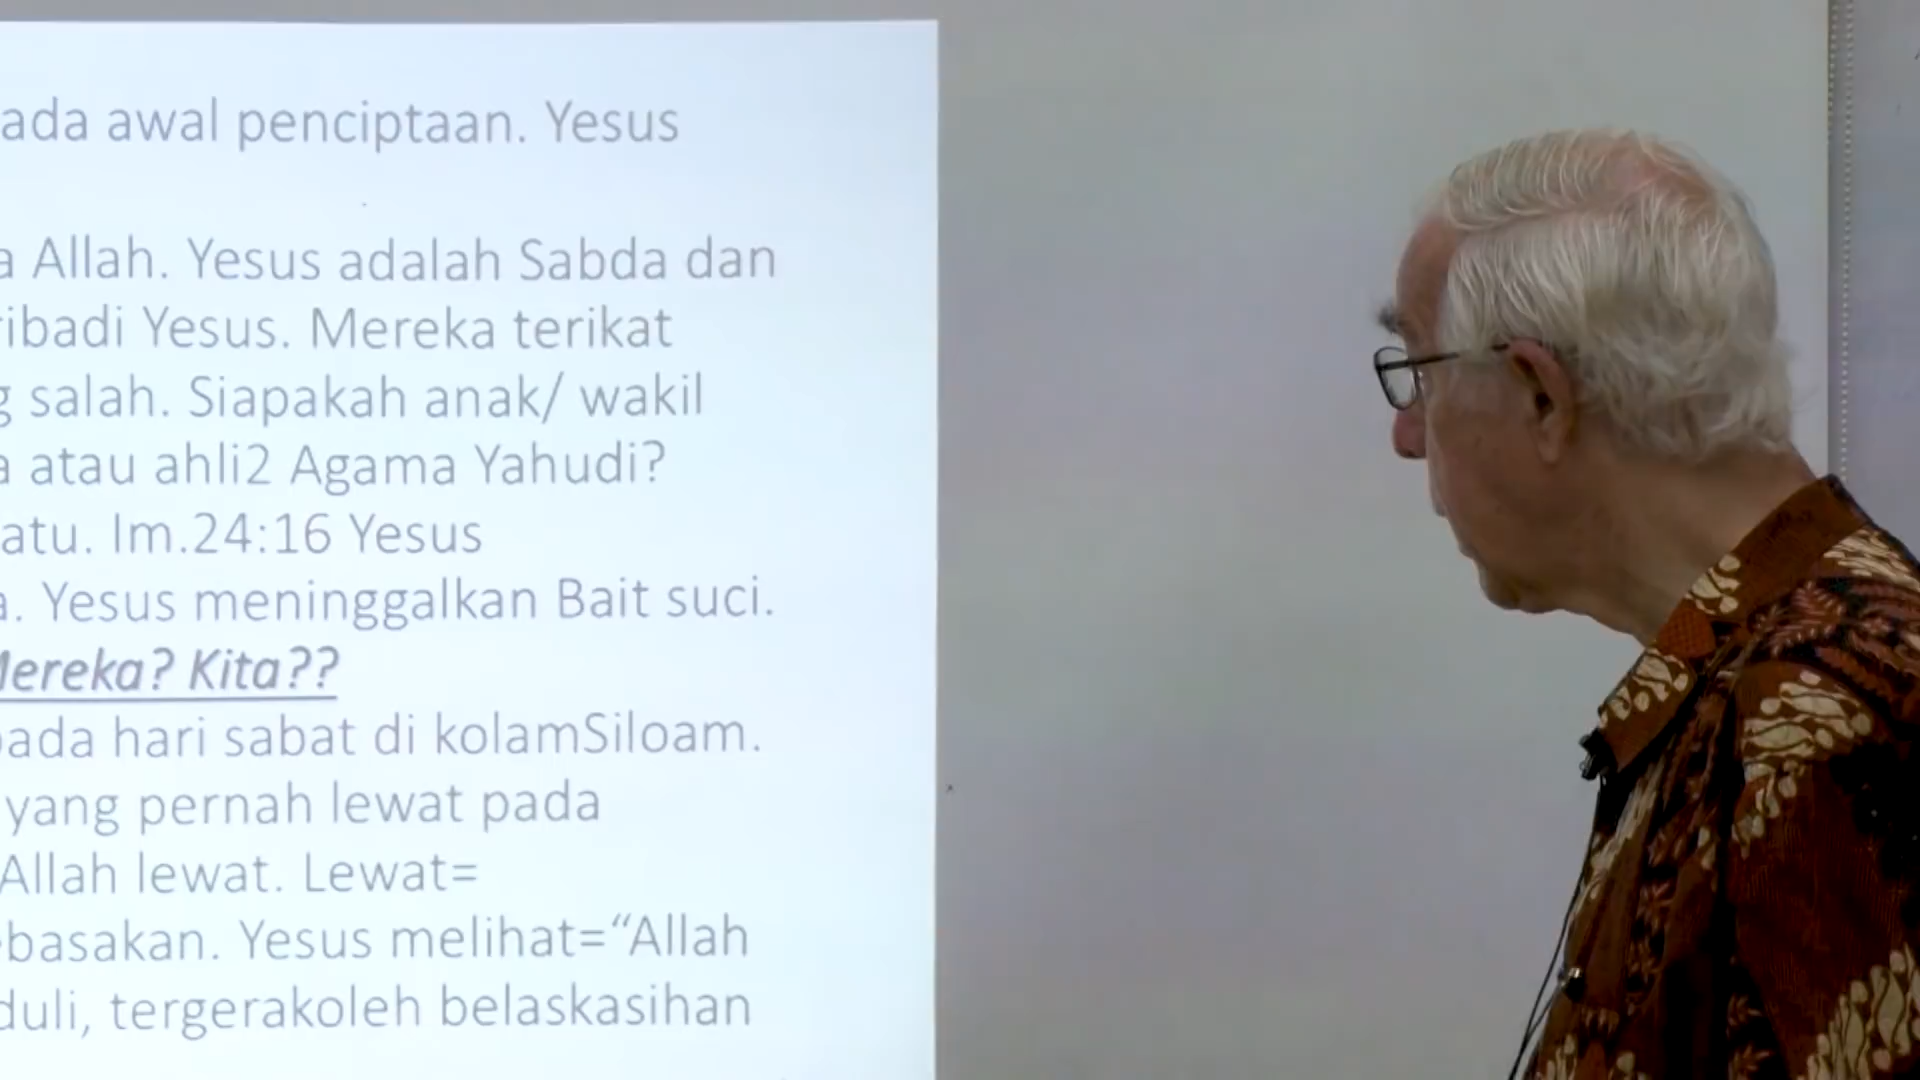 ada awal penciptaan. Yesus
a Allah. Yesus adalah Sabda dan
ribadi Yesus. Mereka terikat
g salah. Siapakah anak/ wakil
a atau ahli2 Agama Yahudi?
atu. Im.24:16 Yesus
a. Yesus meninggalkan Bait suci.
Mereka? Kita??
pada hari sabat di kolamSiloam.
yang pernah lewat pada
Allah lewat. Lewat=
basakan. Yesus melihat=“Allah
duli, tergerakoleh belaskasihan